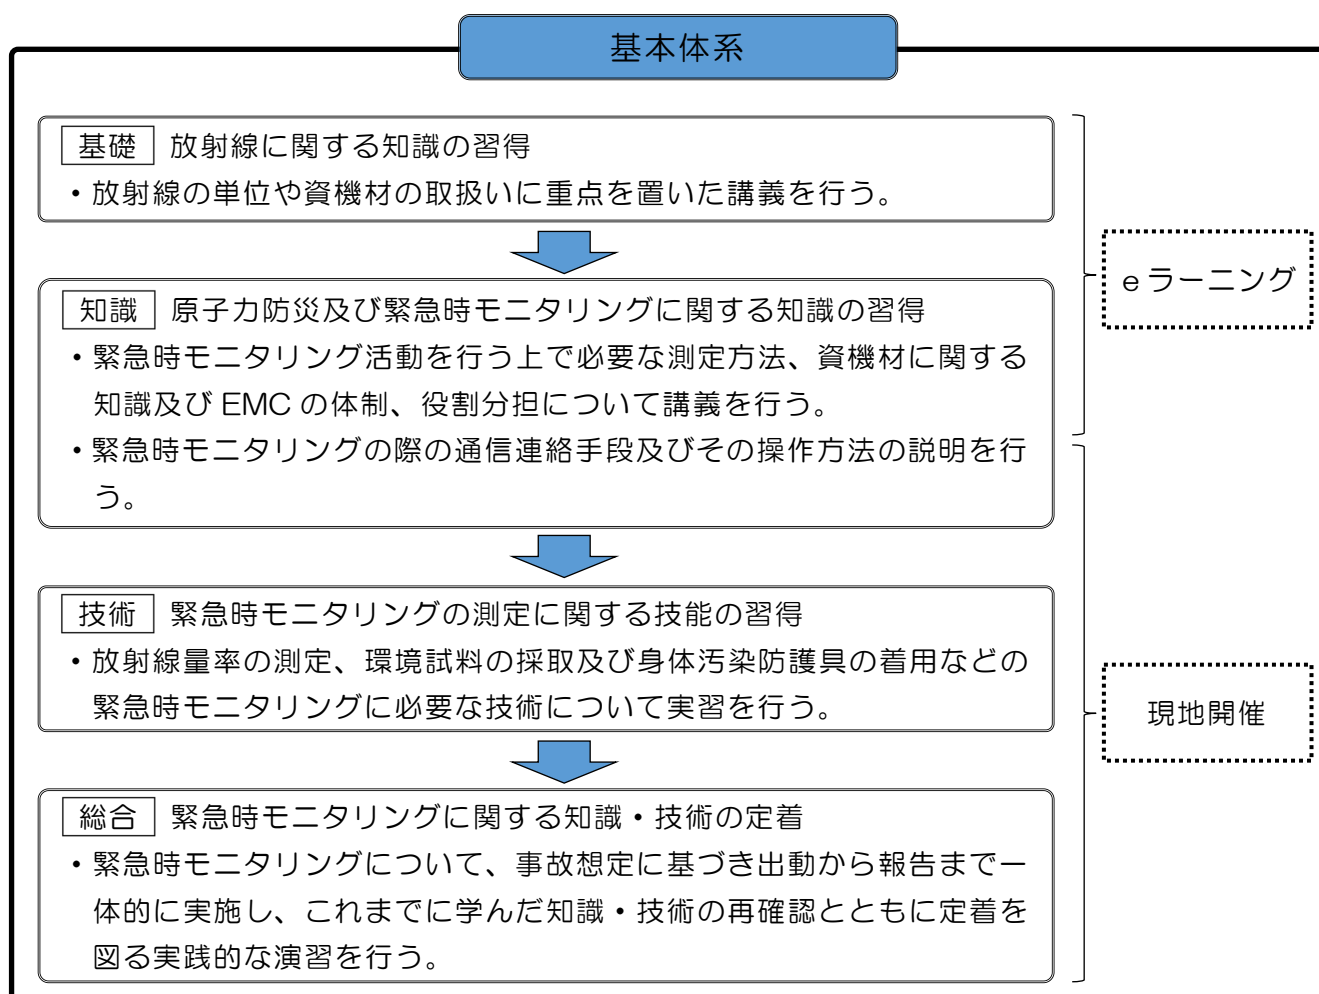 基本体系
基礎 放射線に関する知識の習得
・放射線の単位や資機材の取扱いに重点を置いた講義を行う。
知識 原子力防災及び緊急時モニタリングに関する知識の習得
・緊急時モニタリング活動を行う上で必要な測定方法、資機材に関する
知識及び EMC の体制、役割分担について講義を行う。
・緊急時モニタリングの際の通信連絡手段及びその操作方法の説明を行
う。
技術 緊急時モニタリングの測定に関する技能の習得
・放射線量率の測定、環境試料の採取及び身体汚染防護具の着用などの
緊急時モニタリングに必要な技術について実習を行う。
総合 緊急時モニタリングに関する知識・技術の定着
・緊急時モニタリングについて、事故想定に基づき出動から報告まで一
体的に実施し、これまでに学んだ知識・技術の再確認とともに定着を
図る実践的な演習を行う。
eラーニング
現地開催